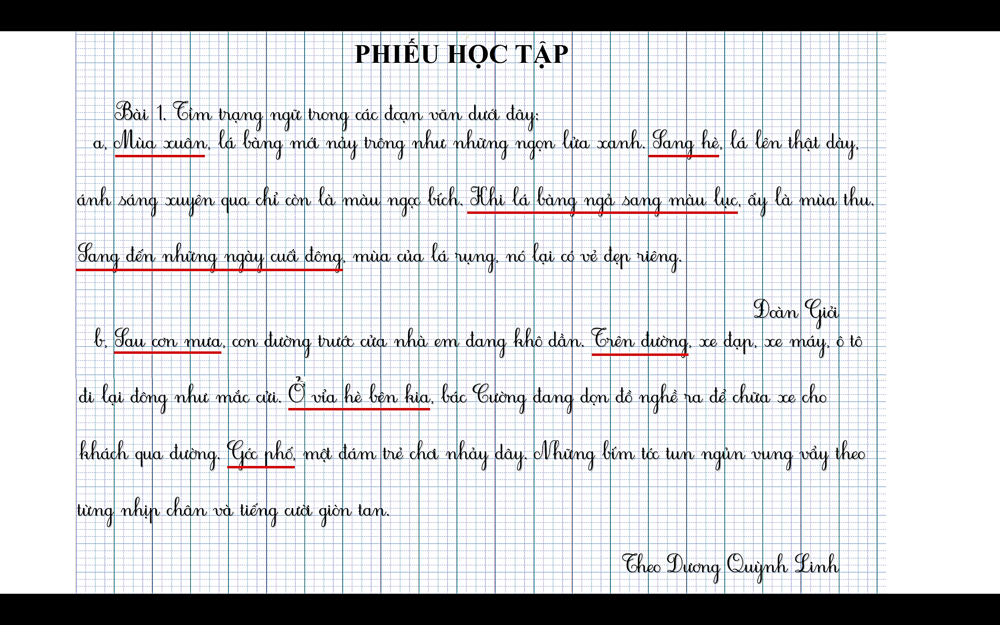 PHIẾU HỌC TẬP
Bài 1. Tìm trạng ngữ trong các đoạn văn dưới đây:
a, Mùa xuân, lá bàng mới nảy trông như những ngọn lửa xanh. Sang hè, lá lên thật dày,
ánh sáng xuyên qua chỉ còn là màu ngọc bích. Khi lá bàng ngả sang màu lục, ấy là mùa thu.
Sang đến những ngày cuối đông, mùa của lá rụng, nó lại có vẻ đẹp riêng.
Đoàn Giỏi
b, Sau cơn mưa, con đường trước cửa nhà em đang khô dần. Trên đường, xe đạp, xe máy, ô tô
đi lại đông như mắc cửi. Ở vỉa hè bên kia, bác Cường đang dọn đồ nghề ra để chữa xe cho
khách qua đường. Góc phố, một đám trẻ chơi nhảy dây. Những bím tóc tun ngủn vung vẩy theo
từng nhịp chân và tiếng cười giòn tan.
Theo Dương Quỳnh Linh